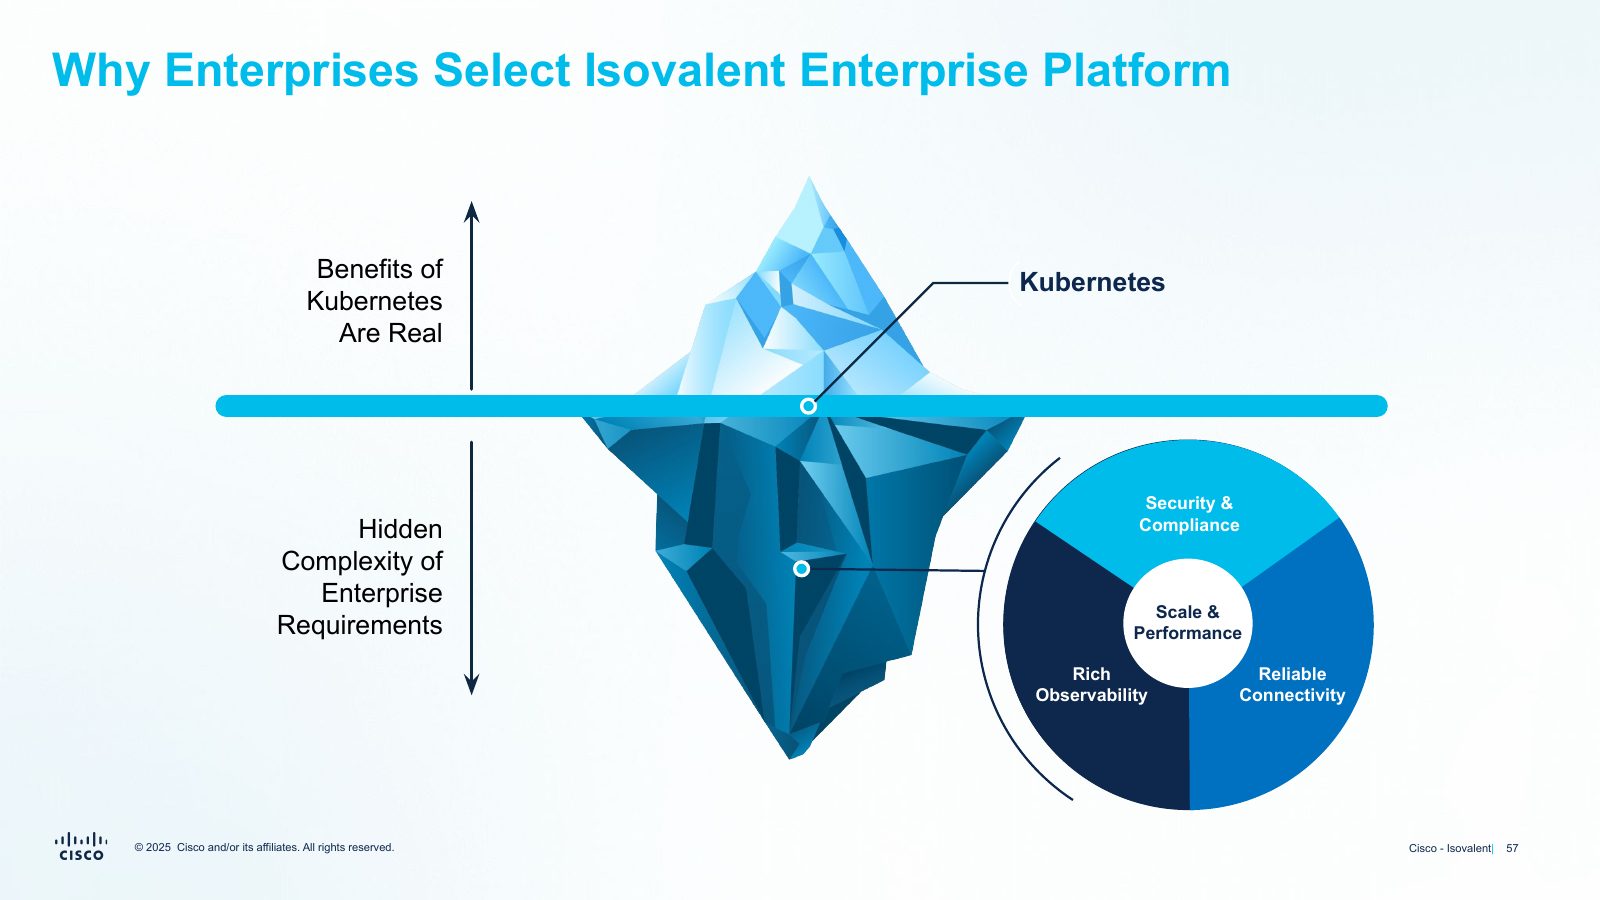 Why Enterprises Select Isovalent Enterprise Platform
Benefits of
Kubernetes
Are Real
Kubernetes
Hidden
Complexity of
Enterprise
Requirements
Security &
Compliance
Scale &
Performance
Rich
Observability
Reliable
Connectivity
CISCO
© 2025 Cisco and/or its affiliates. All rights reserved.
Cisco - Isovalent| 57